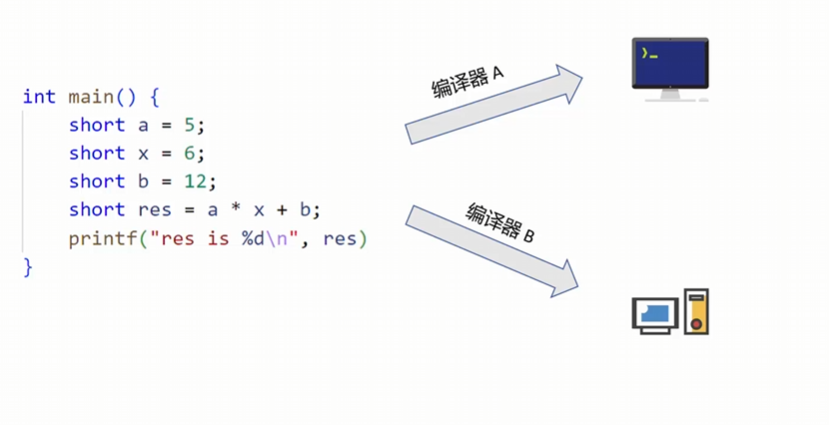 int main() {
    short a = 5;
    short x = 6;
    short b = 12;
    short res = a * x + b;
    printf("res is %d\n", res)
}
编译器 A
编译器 B